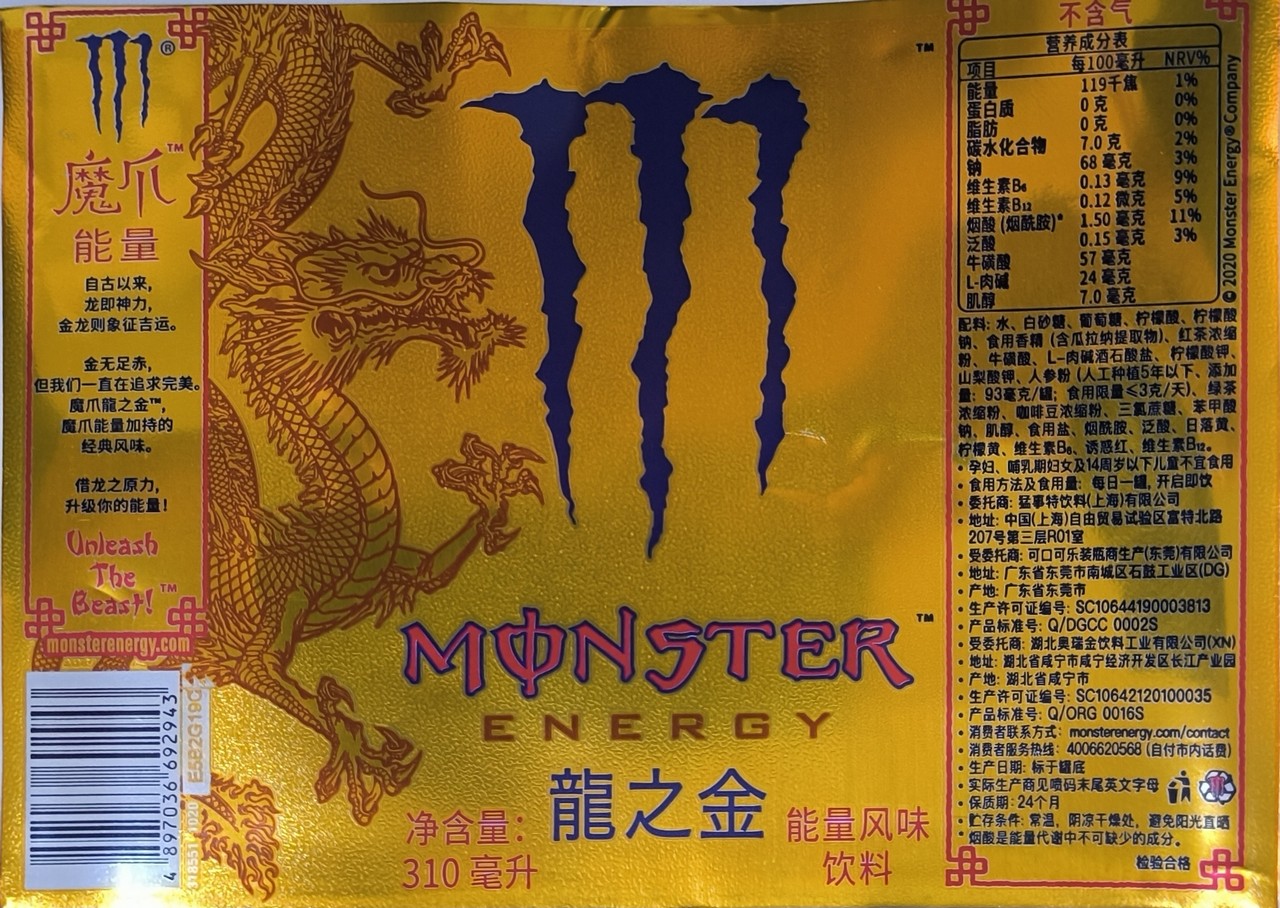 ®
魔爪™
能量
自古以来,
龙即神力,
金龙则象征吉运。
金无足赤,
但我们一直在追求完美。
魔爪龍之金™,
魔爪能量加持的
经典风味。
借龙之原力,
升级你的能量!
Unleash
The
Beast!™
monsterenergy.com
4 897036 692943
E5B2G19C
318551 1020
™
MONSTER™
ENERGY
龍之金
净含量:
310 毫升
能量风味
饮料
不含气
营养成分表
项目 每100毫升 NRV%
能量 119千焦 1%
蛋白质 0 克 0%
脂肪 0 克 0%
碳水化合物 7.0 克 2%
钠 68 毫克 3%
维生素B₆ 0.13 毫克 9%
维生素B₁₂ 0.12 微克 5%
烟酸 (烟酰胺)* 1.50 毫克 11%
泛酸 0.15 毫克 3%
牛磺酸 57 毫克
L-肉碱 24 毫克
肌醇 7.0 毫克
© 2020 Monster Energy® Company
配料: 水、白砂糖、葡萄糖、柠檬酸、柠檬酸
钠、食用香精 (含瓜拉纳提取物)、红茶浓缩
粉、牛磺酸、L-肉碱酒石酸盐、柠檬酸钾、
山梨酸钾、人参粉 (人工种植5年以下、添加
量: 93毫克/罐; 食用限量≤3克/天)、绿茶
浓缩粉、咖啡豆浓缩粉、三氯蔗糖、苯甲酸
钠、肌醇、食用盐、烟酰胺、泛酸、日落黄、
柠檬黄、维生素B₆、诱惑红、维生素B₁₂。
• 孕妇、哺乳期妇女及14周岁以下儿童不宜食用
• 食用方法及食用量: 每日一罐, 开启即饮
• 委托商: 猛事特饮料(上海)有限公司
• 地址: 中国(上海)自由贸易试验区富特北路
207号第三层R01室
• 受委托商: 可口可乐装瓶商生产(东莞)有限公司
• 地址: 广东省东莞市南城区石鼓工业区(DG)
• 产地: 广东省东莞市
• 生产许可证编号: SC10644190003813
• 产品标准号: Q/DGCC 0002S
• 受委托商: 湖北奥瑞金饮料工业有限公司(XN)
• 地址: 湖北省咸宁市咸宁经济开发区长江产业园
• 产地: 湖北省咸宁市
• 生产许可证编号: SC10642120100035
• 产品标准号: Q/ORG 0016S
• 消费者联系方式: monsterenergy.com/contact
• 消费者服务热线: 4006620568 (自付市内话费)
• 生产日期: 标于罐底
• 实际生产商见喷码末尾英文字母
• 保质期: 24个月
• 贮存条件: 常温, 阴凉干燥处, 避免阳光直晒
*烟酸是能量代谢中不可缺少的成分。
检验合格